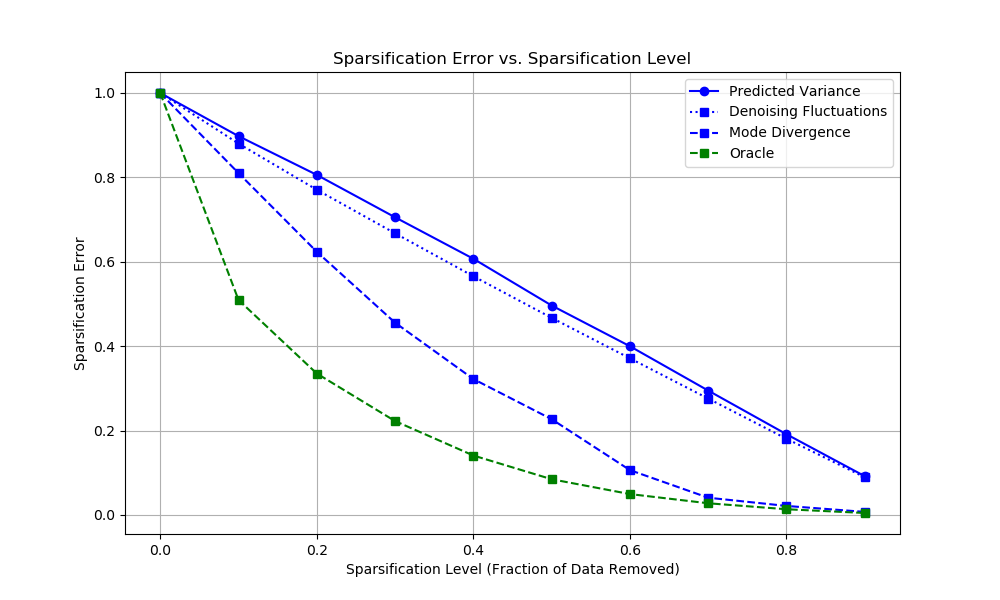 Sparsification Error vs. Sparsification Level
Predicted Variance
Denoising Fluctuations
Mode Divergence
Oracle
Sparsification Error
1.0
0.8
0.6
0.4
0.2
0.0
0.0 0.2 0.4 0.6 0.8
Sparsification Level (Fraction of Data Removed)